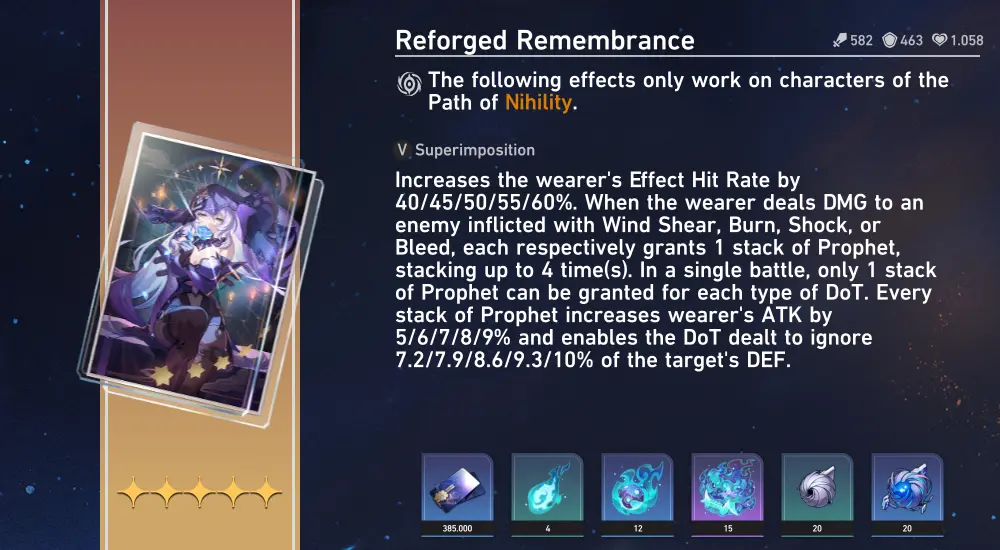 Reforged Remembrance
582 463 1.058
The following effects only work on characters of the
Path of Nihility.
V Superimposition
Increases the wearer's Effect Hit Rate by
40/45/50/55/60%. When the wearer deals DMG to an
enemy inflicted with Wind Shear, Burn, Shock, or
Bleed, each respectively grants 1 stack of Prophet,
stacking up to 4 time(s). In a single battle, only 1 stack
of Prophet can be granted for each type of DoT. Every
stack of Prophet increases wearer's ATK by
5/6/7/8/9% and enables the DoT dealt to ignore
7.2/7.9/8.6/9.3/10% of the target's DEF.
385.000 4 12 15 20 20